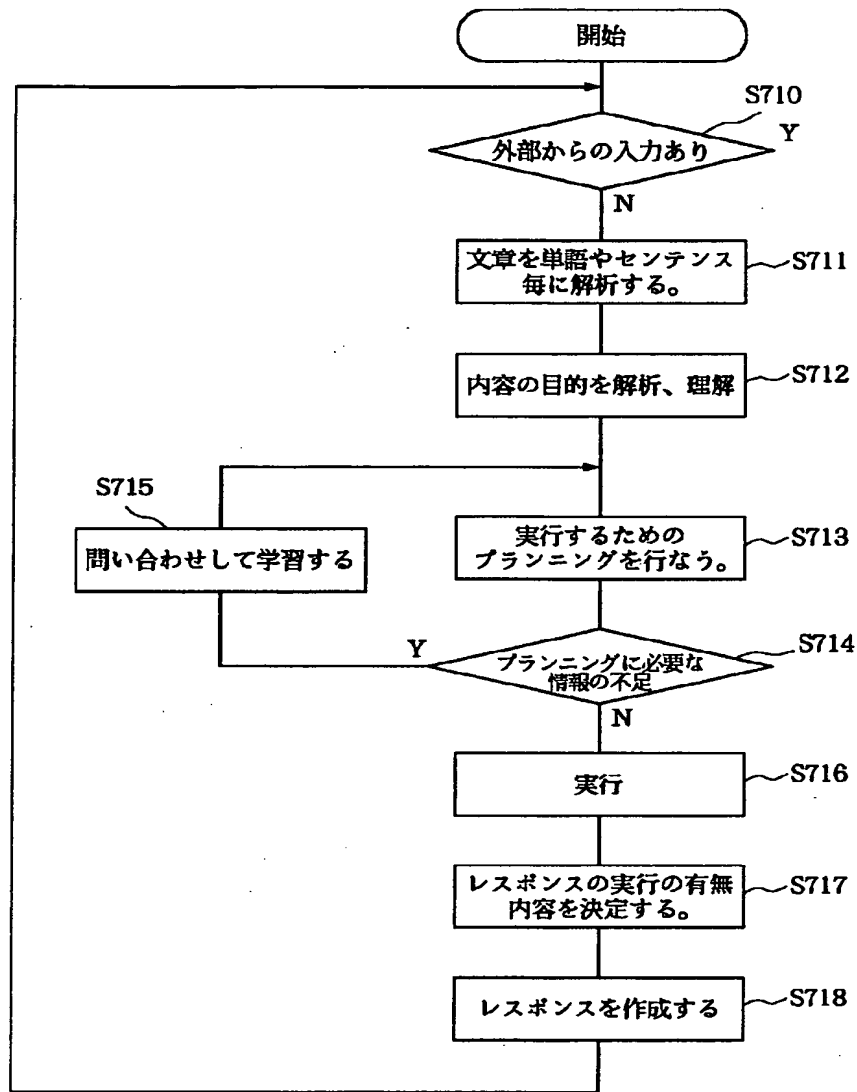 開始
S710
外部からの入力あり
Y
N
文章を単語やセンテンス
毎に解析する。
S711
内容の目的を解析、理解
S712
S715
問い合わせして学習する
実行するための
プランニングを行なう。
S713
Y
プランニングに必要な
情報の不足
S714
N
実行
S716
レスポンスの実行の有無
内容を決定する。
S717
レスポンスを作成する
S718